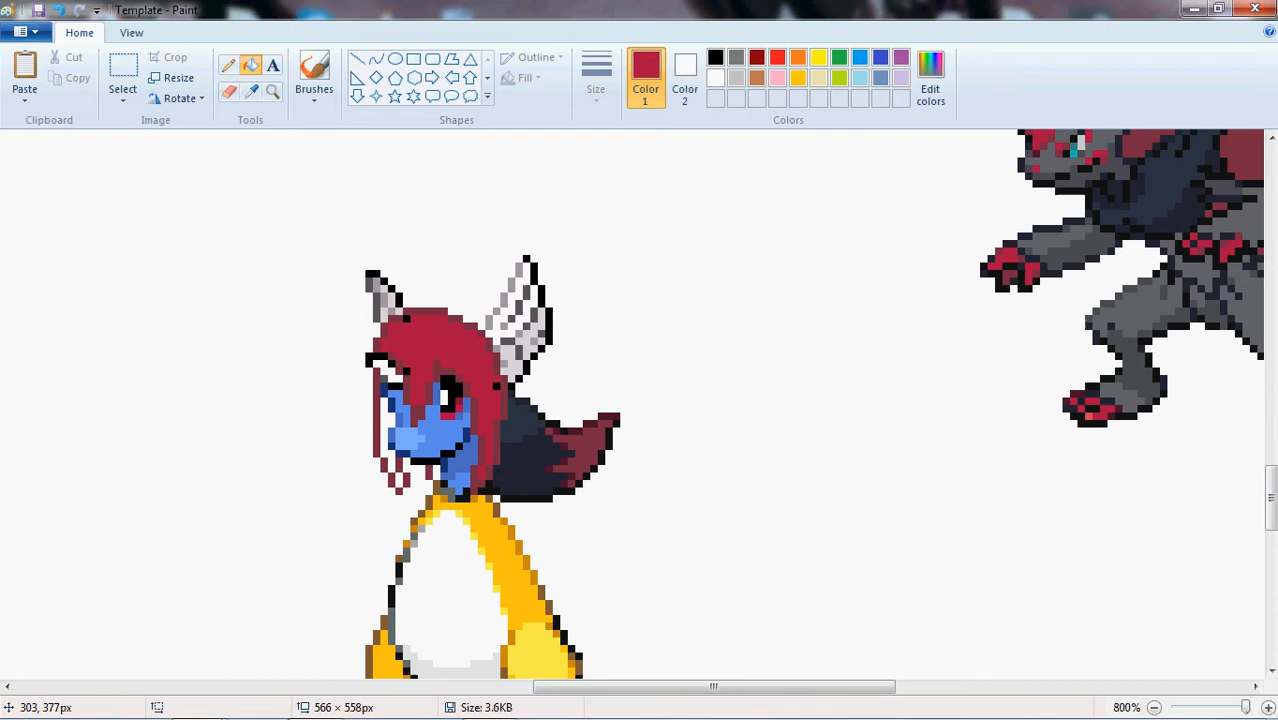 Template - Paint
Home View
Paste
Cut
Copy
Clipboard
Select
Crop
Resize
Rotate
Image
A
Tools
Brushes
Outline
Fill
Shapes
Size
Color 1
Color 2
Edit colors
Colors
303, 377px
566 × 558px
Size: 3.6KB
800%